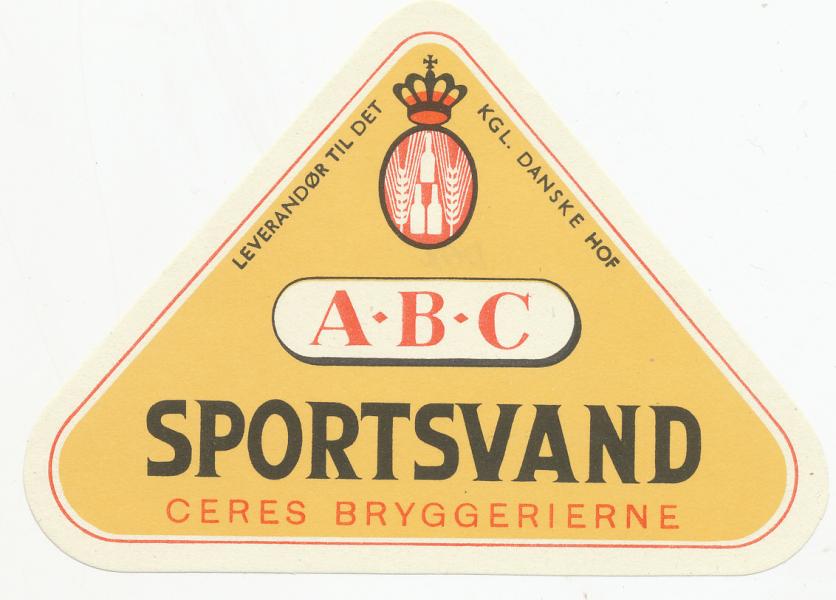 LEVERANDØR TIL DET KGL. DANSKE HOF
A·B·C
SPORTSVAND
CERES BRYGGERIERNE